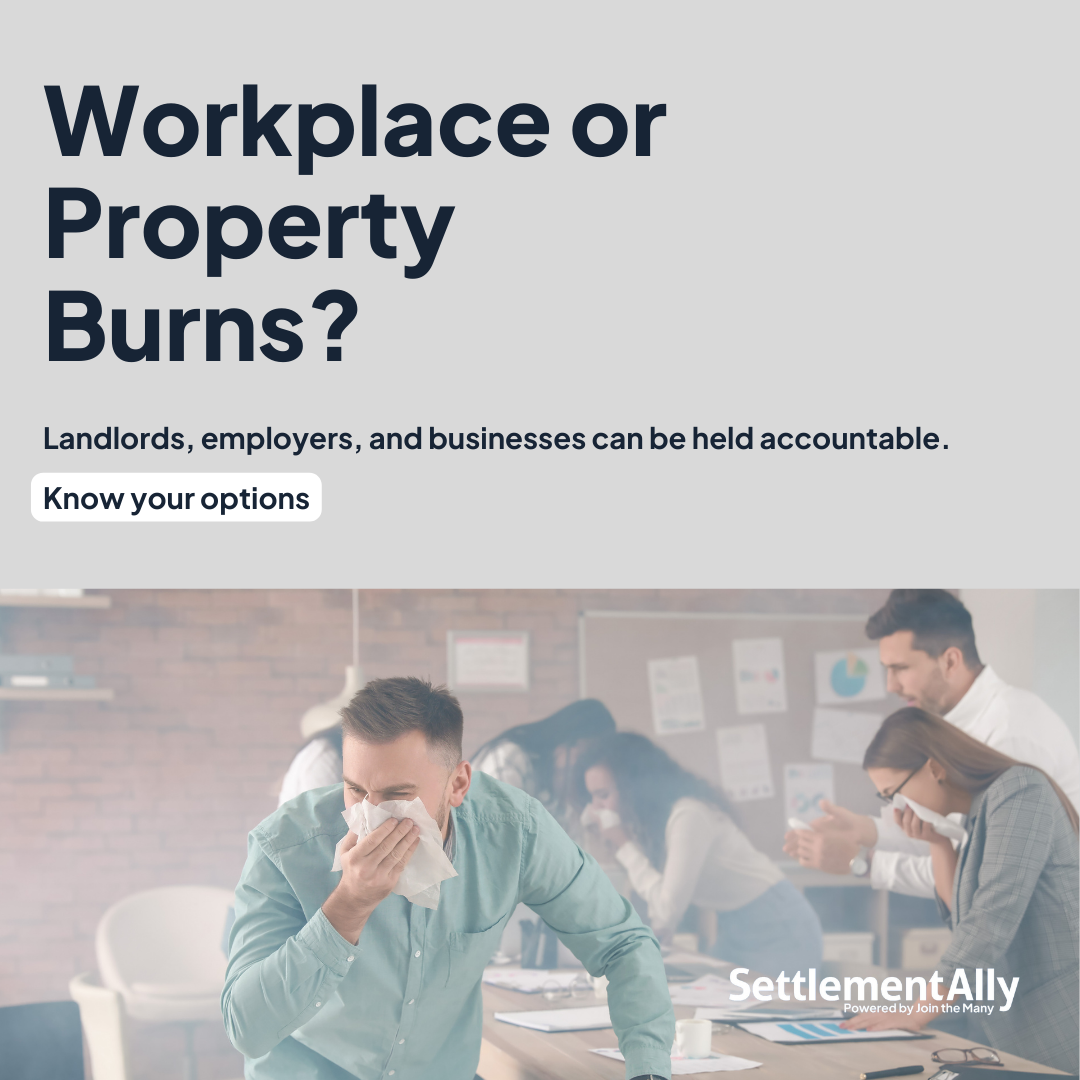 Workplace or
Property
Burns?
Landlords, employers, and businesses can be held accountable.
Know your options
SettlementAlly
Powered by Join the Many